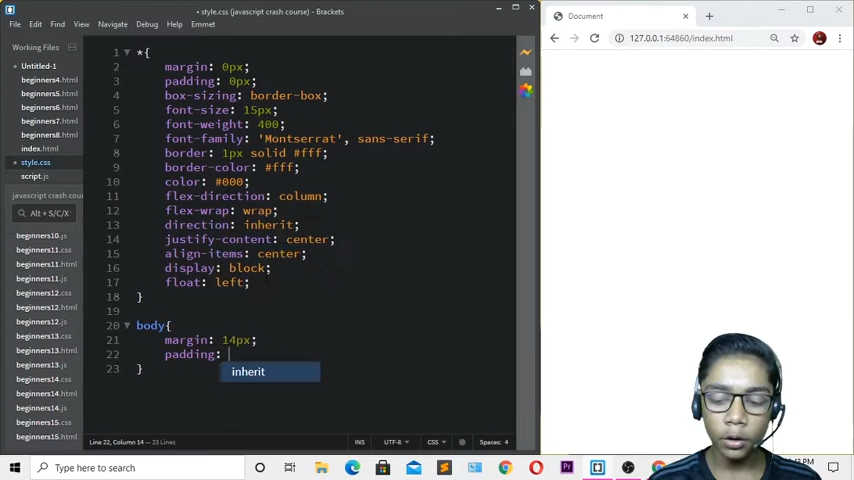 • style.css (javascript crash course) - Brackets
File Edit Find View Navigate Debug Help Emmet
Working Files
Untitled-1
beginners4.html
beginners5.html
beginners6.html
beginners7.html
beginners8.html
index.html
style.css
script.js
javascript crash cour
Alt + S/C/X
beginners10.js
beginners11.css
beginners11.html
beginners11.js
beginners12.css
beginners12.html
beginners12.js
beginners13.css
beginners13.html
beginners13.js
beginners14.css
beginners14.html
beginners14.js
beginners15.css
beginners15.html
1 *{
2 margin: 0px;
3 padding: 0px;
4 box-sizing: border-box;
5 font-size: 15px;
6 font-weight: 400;
7 font-family: 'Montserrat', sans-serif;
8 border: 1px solid #fff;
9 border-color: #fff;
10 color: #000;
11 flex-direction: column;
12 flex-wrap: wrap;
13 direction: inherit;
14 justify-content: center;
15 align-items: center;
16 display: block;
17 float: left;
18 }
19
20 body{
21 margin: 14px;
22 padding:
inherit
23 }
Line 22, Column 14 — 23 Lines
INS UTF-8 CSS Spaces: 4
Document
127.0.0.1:64860/index.html
Type here to search
PM